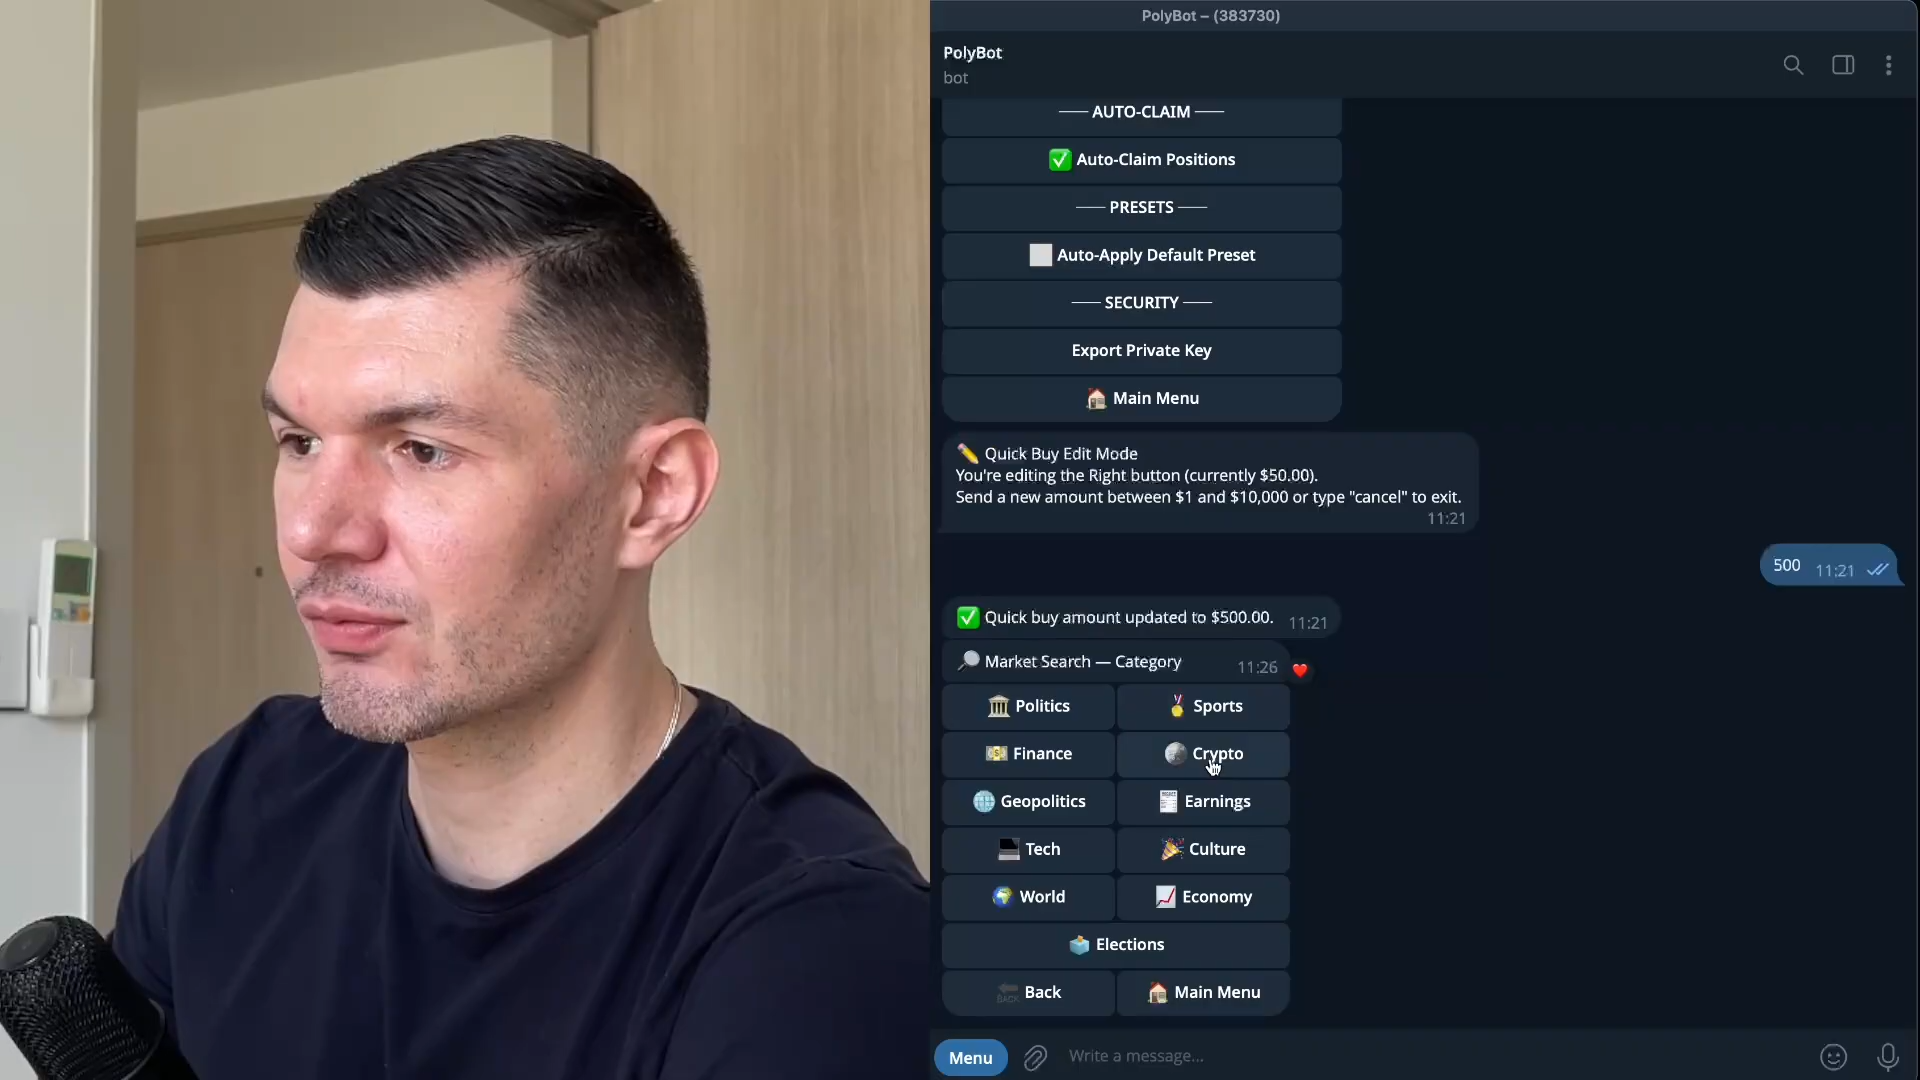 PolyBot – (383730)
PolyBot
bot
AUTO-CLAIM
Auto-Claim Positions
PRESETS
Auto-Apply Default Preset
SECURITY
Export Private Key
Main Menu
Quick Buy Edit Mode
You're editing the Right button (currently $50.00).
Send a new amount between $1 and $10,000 or type "cancel" to exit.
11:21
500 11:21
Quick buy amount updated to $500.00. 11:21
Market Search — Category 11:26
Politics
Sports
Finance
Crypto
Geopolitics
Earnings
Tech
Culture
World
Economy
Elections
BACK Back
Main Menu
Menu
Write a message...